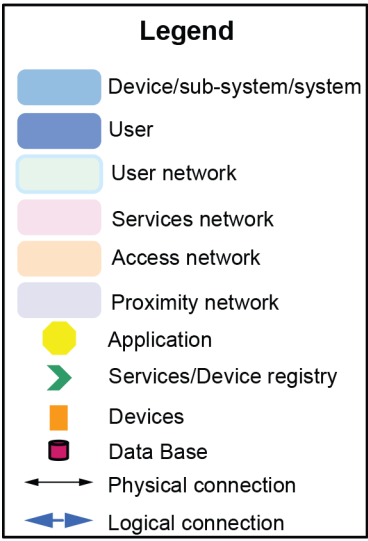 Legend
Device/sub-system/system
User
User network
Services network
Access network
Proximity network
Application
Services/Device registry
Devices
Data Base
Physical connection
Logical connection